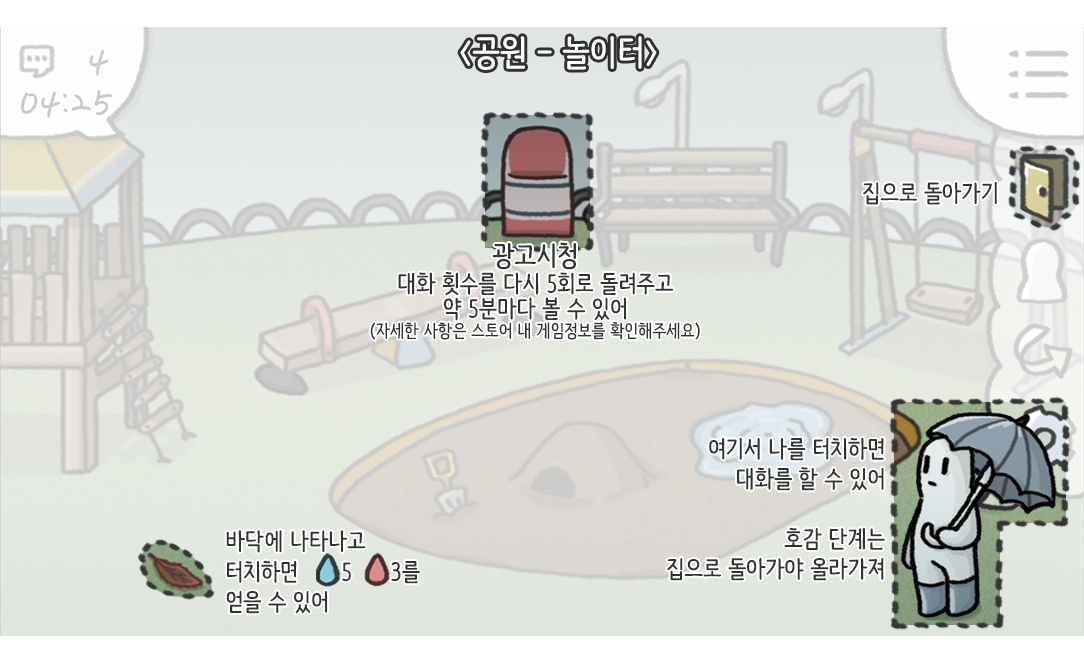 <공원 - 놀이터>
4
04:25
집으로 돌아가기
광고시청
대화 횟수를 다시 5회로 돌려주고
약 5분마다 볼 수 있어
(자세한 사항은 스토어 내 게임정보를 확인해주세요)
여기서 나를 터치하면
대화를 할 수 있어
호감 단계는
집으로 돌아가야 올라가져
바닥에 나타나고
터치하면 5 3를
얻을 수 있어